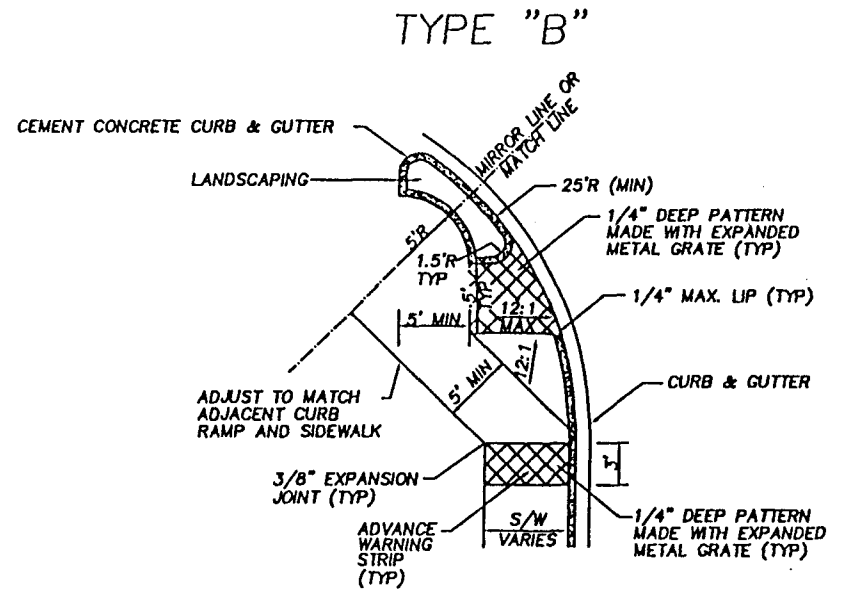 TYPE "B"
CEMENT CONCRETE CURB & GUTTER
LANDSCAPING
MIRROR LINE OR
MATCH LINE
25'R (MIN)
1/4" DEEP PATTERN
MADE WITH EXPANDED
METAL GRATE (TYP)
5'R
1.5'R
TYP
5'
TYP
12:1
MAX
1/4" MAX. LIP (TYP)
5' MIN
12:1
5' MIN
CURB & GUTTER
ADJUST TO MATCH
ADJACENT CURB
RAMP AND SIDEWALK
3/8" EXPANSION
JOINT (TYP)
3'
S/W
VARIES
ADVANCE
WARNING
STRIP
(TYP)
1/4" DEEP PATTERN
MADE WITH EXPANDED
METAL GRATE (TYP)